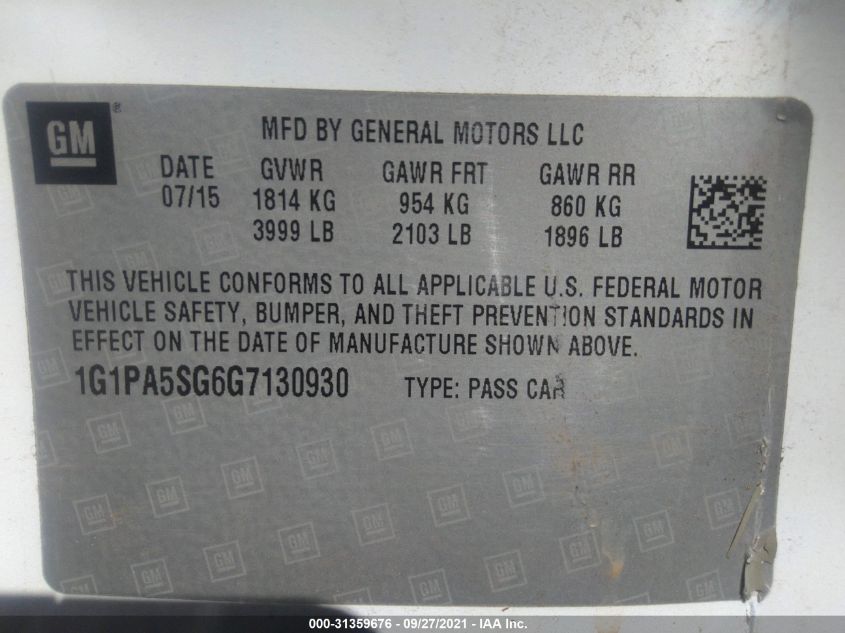 GM®
MFD BY GENERAL MOTORS LLC
DATE GVWR GAWR FRT GAWR RR
07/15 1814 KG 954 KG 860 KG
3999 LB 2103 LB 1896 LB
THIS VEHICLE CONFORMS TO ALL APPLICABLE U.S. FEDERAL MOTOR
VEHICLE SAFETY, BUMPER, AND THEFT PREVENTION STANDARDS IN
EFFECT ON THE DATE OF MANUFACTURE SHOWN ABOVE.
1G1PA5SG6G7130930 TYPE: PASS CAR
000-31359676 - 09/27/2021 - IAA Inc.